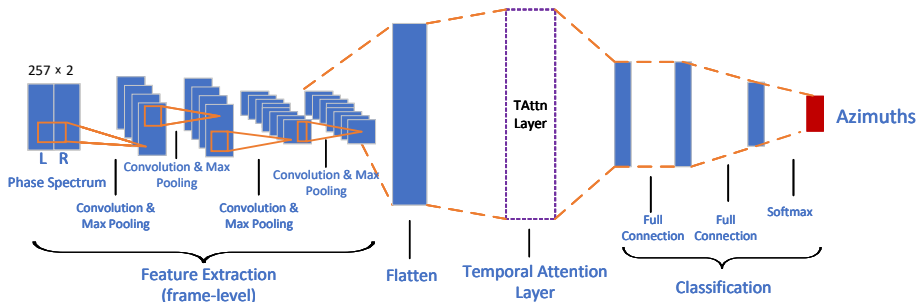 257 × 2
L R
Phase Spectrum
Convolution &
Max Pooling
Convolution & Max
Pooling
Convolution &
Max Pooling
Convolution & Max
Pooling
Feature Extraction
(frame-level)
Flatten
TAttn
Layer
Temporal Attention
Layer
Full
Connection
Full
Connection
Softmax
Classification
Azimuths